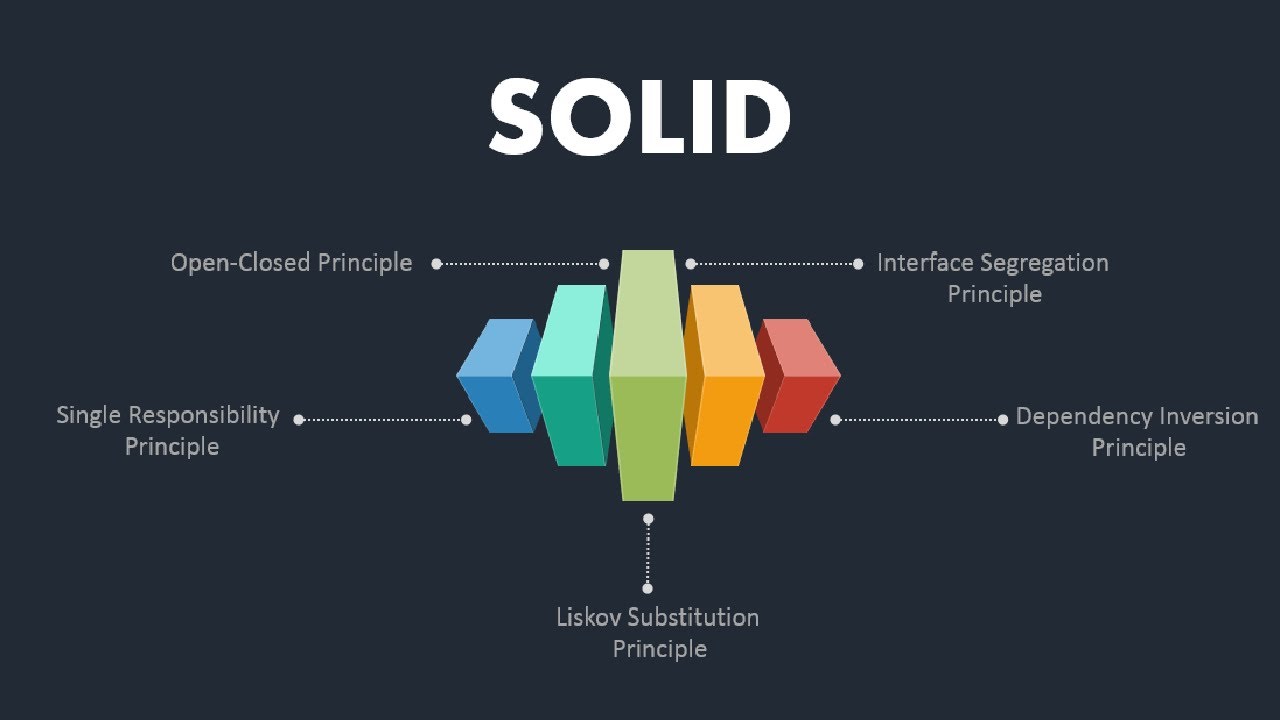 SOLID
Open-Closed Principle
Interface Segregation
Principle
Single Responsibility
Principle
Dependency Inversion
Principle
Liskov Substitution
Principle